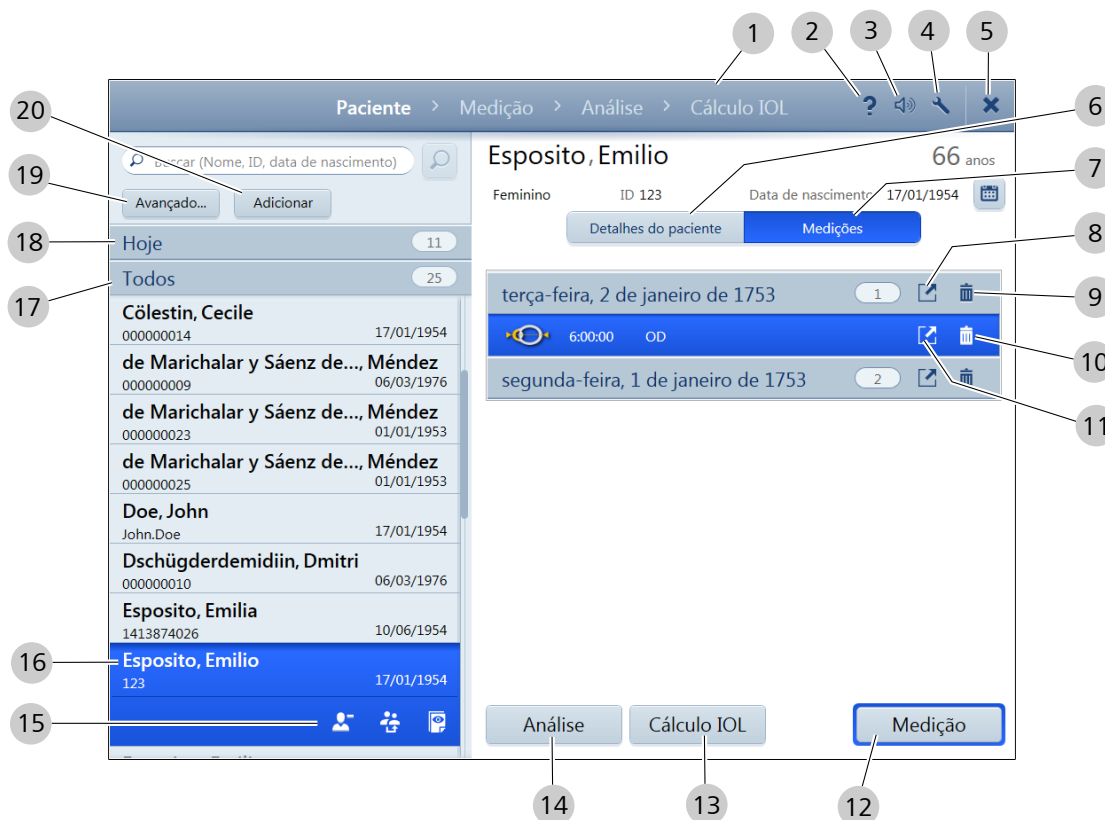 1 2 3 4 5
Paciente > Medição > Análise > Cálculo IOL ?
20
Buscar (Nome, ID, data de nascimento)
Esposito, Emilio 66 anos
6
19
Avançado... Adicionar
Feminino ID 123 Data de nascimento 17/01/1954
7
Detalhes do paciente Medições
18
Hoje 11
8
17
Todos 25
terça-feira, 2 de janeiro de 1753 1
9
Cölestin, Cecile
000000014 17/01/1954
6:00:00 OD
10
de Marichalar y Sáenz de..., Méndez
000000009 06/03/1976
segunda-feira, 1 de janeiro de 1753 2
11
de Marichalar y Sáenz de..., Méndez
000000023 01/01/1953
de Marichalar y Sáenz de..., Méndez
000000025 01/01/1953
Doe, John
John.Doe 17/01/1954
Dschügderdemidiin, Dmitri
000000010 06/03/1976
Esposito, Emilia
1413874026 10/06/1954
16
Esposito, Emilio
123 17/01/1954
15
Análise Cálculo IOL Medição
14 13 12